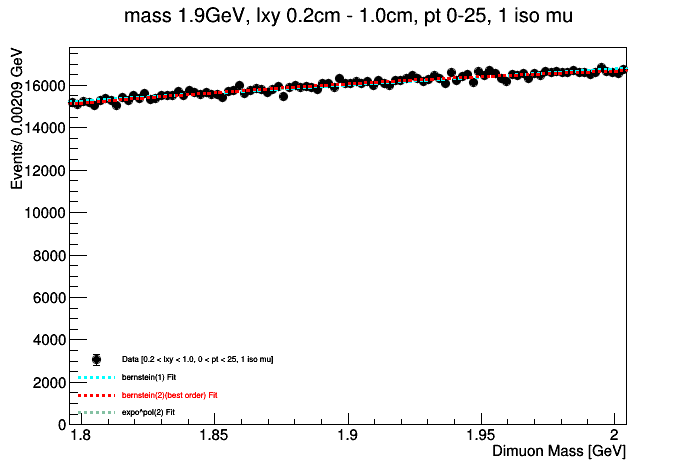 mass 1.9GeV, lxy 0.2cm - 1.0cm, pt 0-25, 1 iso mu
Events/ 0.00209 GeV
16000
14000
12000
10000
8000
6000
4000
2000
0
Data [0.2 < lxy < 1.0, 0 < pt < 25, 1 iso mu]
bernstein(1) Fit
bernstein(2)(best order) Fit
expo^pol(2) Fit
1.8 1.85 1.9 1.95 2
Dimuon Mass [GeV]